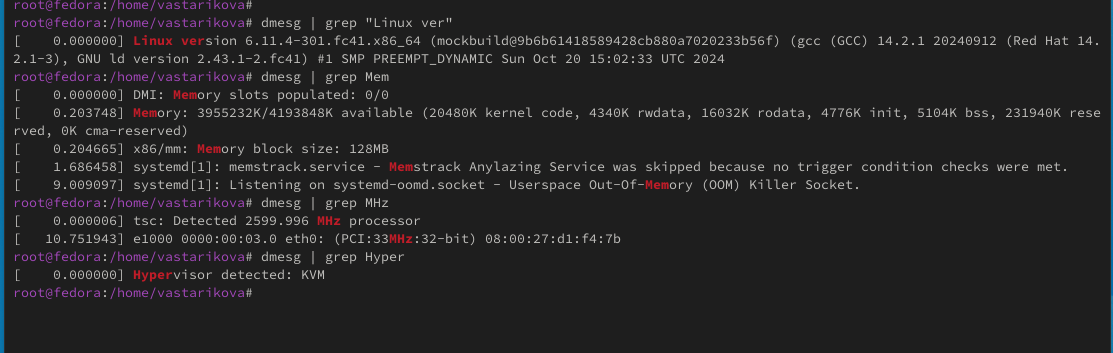 root@fedora:/home/vastarikova#
root@fedora:/home/vastarikova# dmesg | grep "Linux ver"
[    0.000000] Linux version 6.11.4-301.fc41.x86_64 (mockbuild@9b6b61418589428cb880a7020233b56f) (gcc (GCC) 14.2.1 20240912 (Red Hat 14.
2.1-3), GNU ld version 2.43.1-2.fc41) #1 SMP PREEMPT_DYNAMIC Sun Oct 20 15:02:33 UTC 2024
root@fedora:/home/vastarikova# dmesg | grep Mem
[    0.000000] DMI: Memory slots populated: 0/0
[    0.203748] Memory: 3955232K/4193848K available (20480K kernel code, 4340K rwdata, 16032K rodata, 4776K init, 5104K bss, 231940K rese
rved, 0K cma-reserved)
[    0.204665] x86/mm: Memory block size: 128MB
[    1.686458] systemd[1]: memstrack.service - Memstrack Anylazing Service was skipped because no trigger condition checks were met.
[    9.009097] systemd[1]: Listening on systemd-oomd.socket - Userspace Out-Of-Memory (OOM) Killer Socket.
root@fedora:/home/vastarikova# dmesg | grep MHz
[    0.000006] tsc: Detected 2599.996 MHz processor
[   10.751943] e1000 0000:00:03.0 eth0: (PCI:33MHz:32-bit) 08:00:27:d1:f4:7b
root@fedora:/home/vastarikova# dmesg | grep Hyper
[    0.000000] Hypervisor detected: KVM
root@fedora:/home/vastarikova#